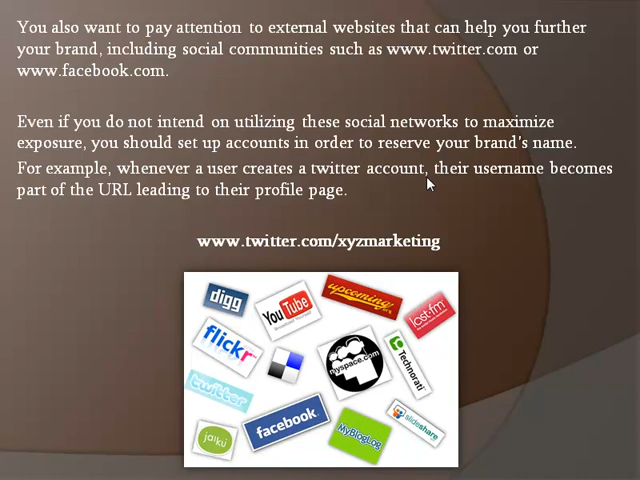 You also want to pay attention to external websites that can help you further
your brand, including social communities such as www.twitter.com or
www.facebook.com.
Even if you do not intend on utilizing these social networks to maximize
exposure, you should set up accounts in order to reserve your brand's name.
For example, whenever a user creates a twitter account, their username becomes
part of the URL leading to their profile page.
www.twitter.com/xyzmarketing
digg
YouTube
upcoming
last.fm
flickr
myspace.com
Technorati
twitter
facebook
slideshare
jaiku
MyBlogLog